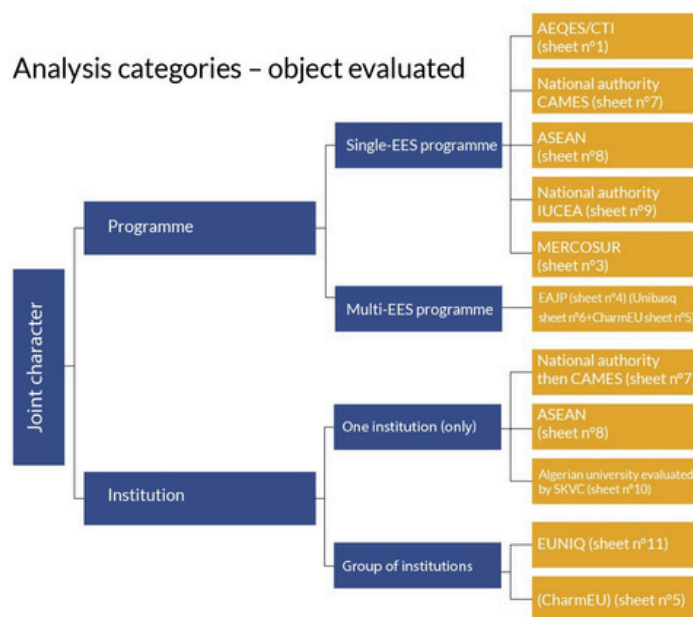 Analysis categories – object evaluated
Joint character
Programme
Single-EES programme
AEQES/CTI
(sheet n°1)
National authority
CAMES (sheet n°7)
ASEAN
(sheet n°8)
National authority
IUCEA (sheet n°9)
MERCOSUR
(sheet n°3)
Multi-EES programme
EAJP (sheet n°4) (Unibasq
sheet n°6+CharmEU sheet n°5)
Institution
One institution (only)
National authority
then CAMES (sheet n°7)
ASEAN
(sheet n°8)
Algerian university evaluated
by SKVC (sheet n°10)
Group of institutions
EUNIQ (sheet n°11)
(CharmEU) (sheet n°5)